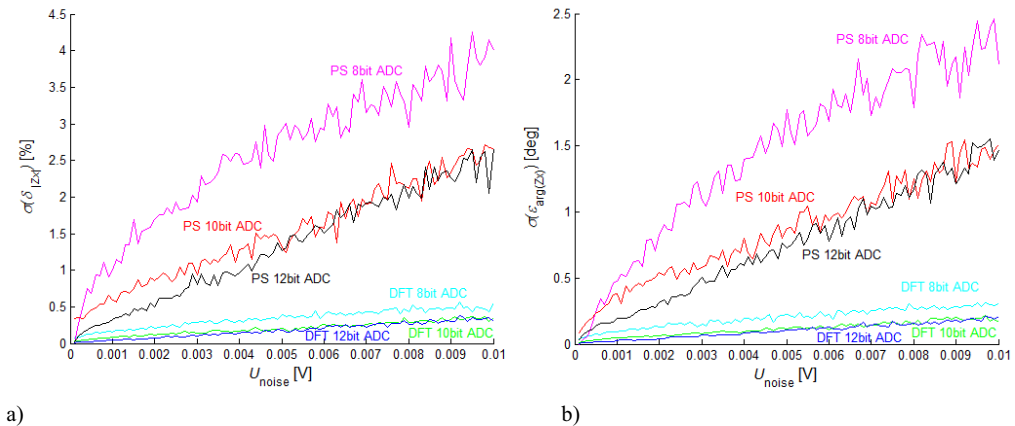 4.5
4
3.5
3
2.5
2
1.5
1
0.5
0
σ(δ|Zx|) [%]
PS 8bit ADC
PS 10bit ADC
PS 12bit ADC
DFT 8bit ADC
DFT 10bit ADC
DFT 12bit ADC
0 0.001 0.002 0.003 0.004 0.005 0.006 0.007 0.008 0.009 0.01
Unoise [V]
a)
2.5
2
1.5
1
0.5
0
σ(εarg(Zx)) [deg]
PS 8bit ADC
PS 10bit ADC
PS 12bit ADC
DFT 8bit ADC
DFT 10bit ADC
DFT 12bit ADC
0.001 0.002 0.003 0.004 0.005 0.006 0.007 0.008 0.009 0.01
Unoise [V]
b)